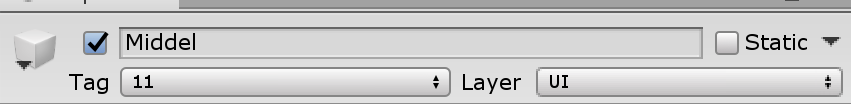 Middel Static
Tag 11 Layer UI